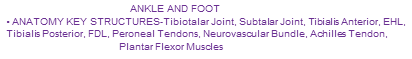 ANKLE AND FOOT
• ANATOMY KEY STRUCTURES-Tibiotalar Joint, Subtalar Joint, Tibialis Anterior, EHL,
Tibialis Posterior, FDL, Peroneal Tendons, Neurovascular Bundle, Achilles Tendon,
Plantar Flexor Muscles